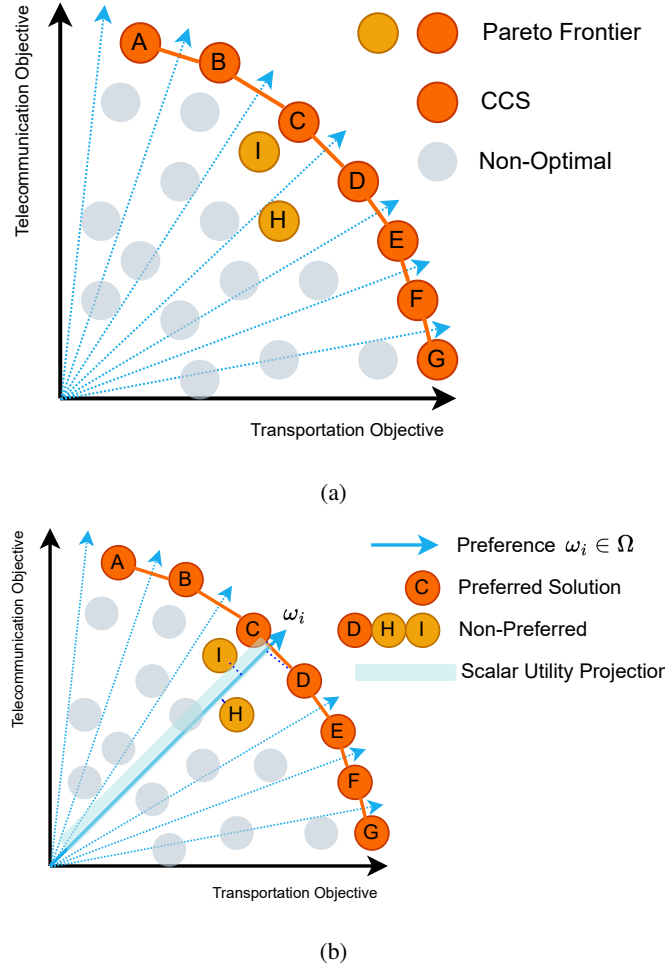 Telecommunication Objective
A
B
C
I
D
H
E
F
G
Pareto Frontier
CCS
Non-Optimal
Transportation Objective
(a)
Telecommunication Objective
A
B
C
ωᵢ
I
D
H
E
F
G
Preference ωᵢ ∈ Ω
C Preferred Solution
D H I Non-Preferred
Scalar Utility Projection
Transportation Objective
(b)